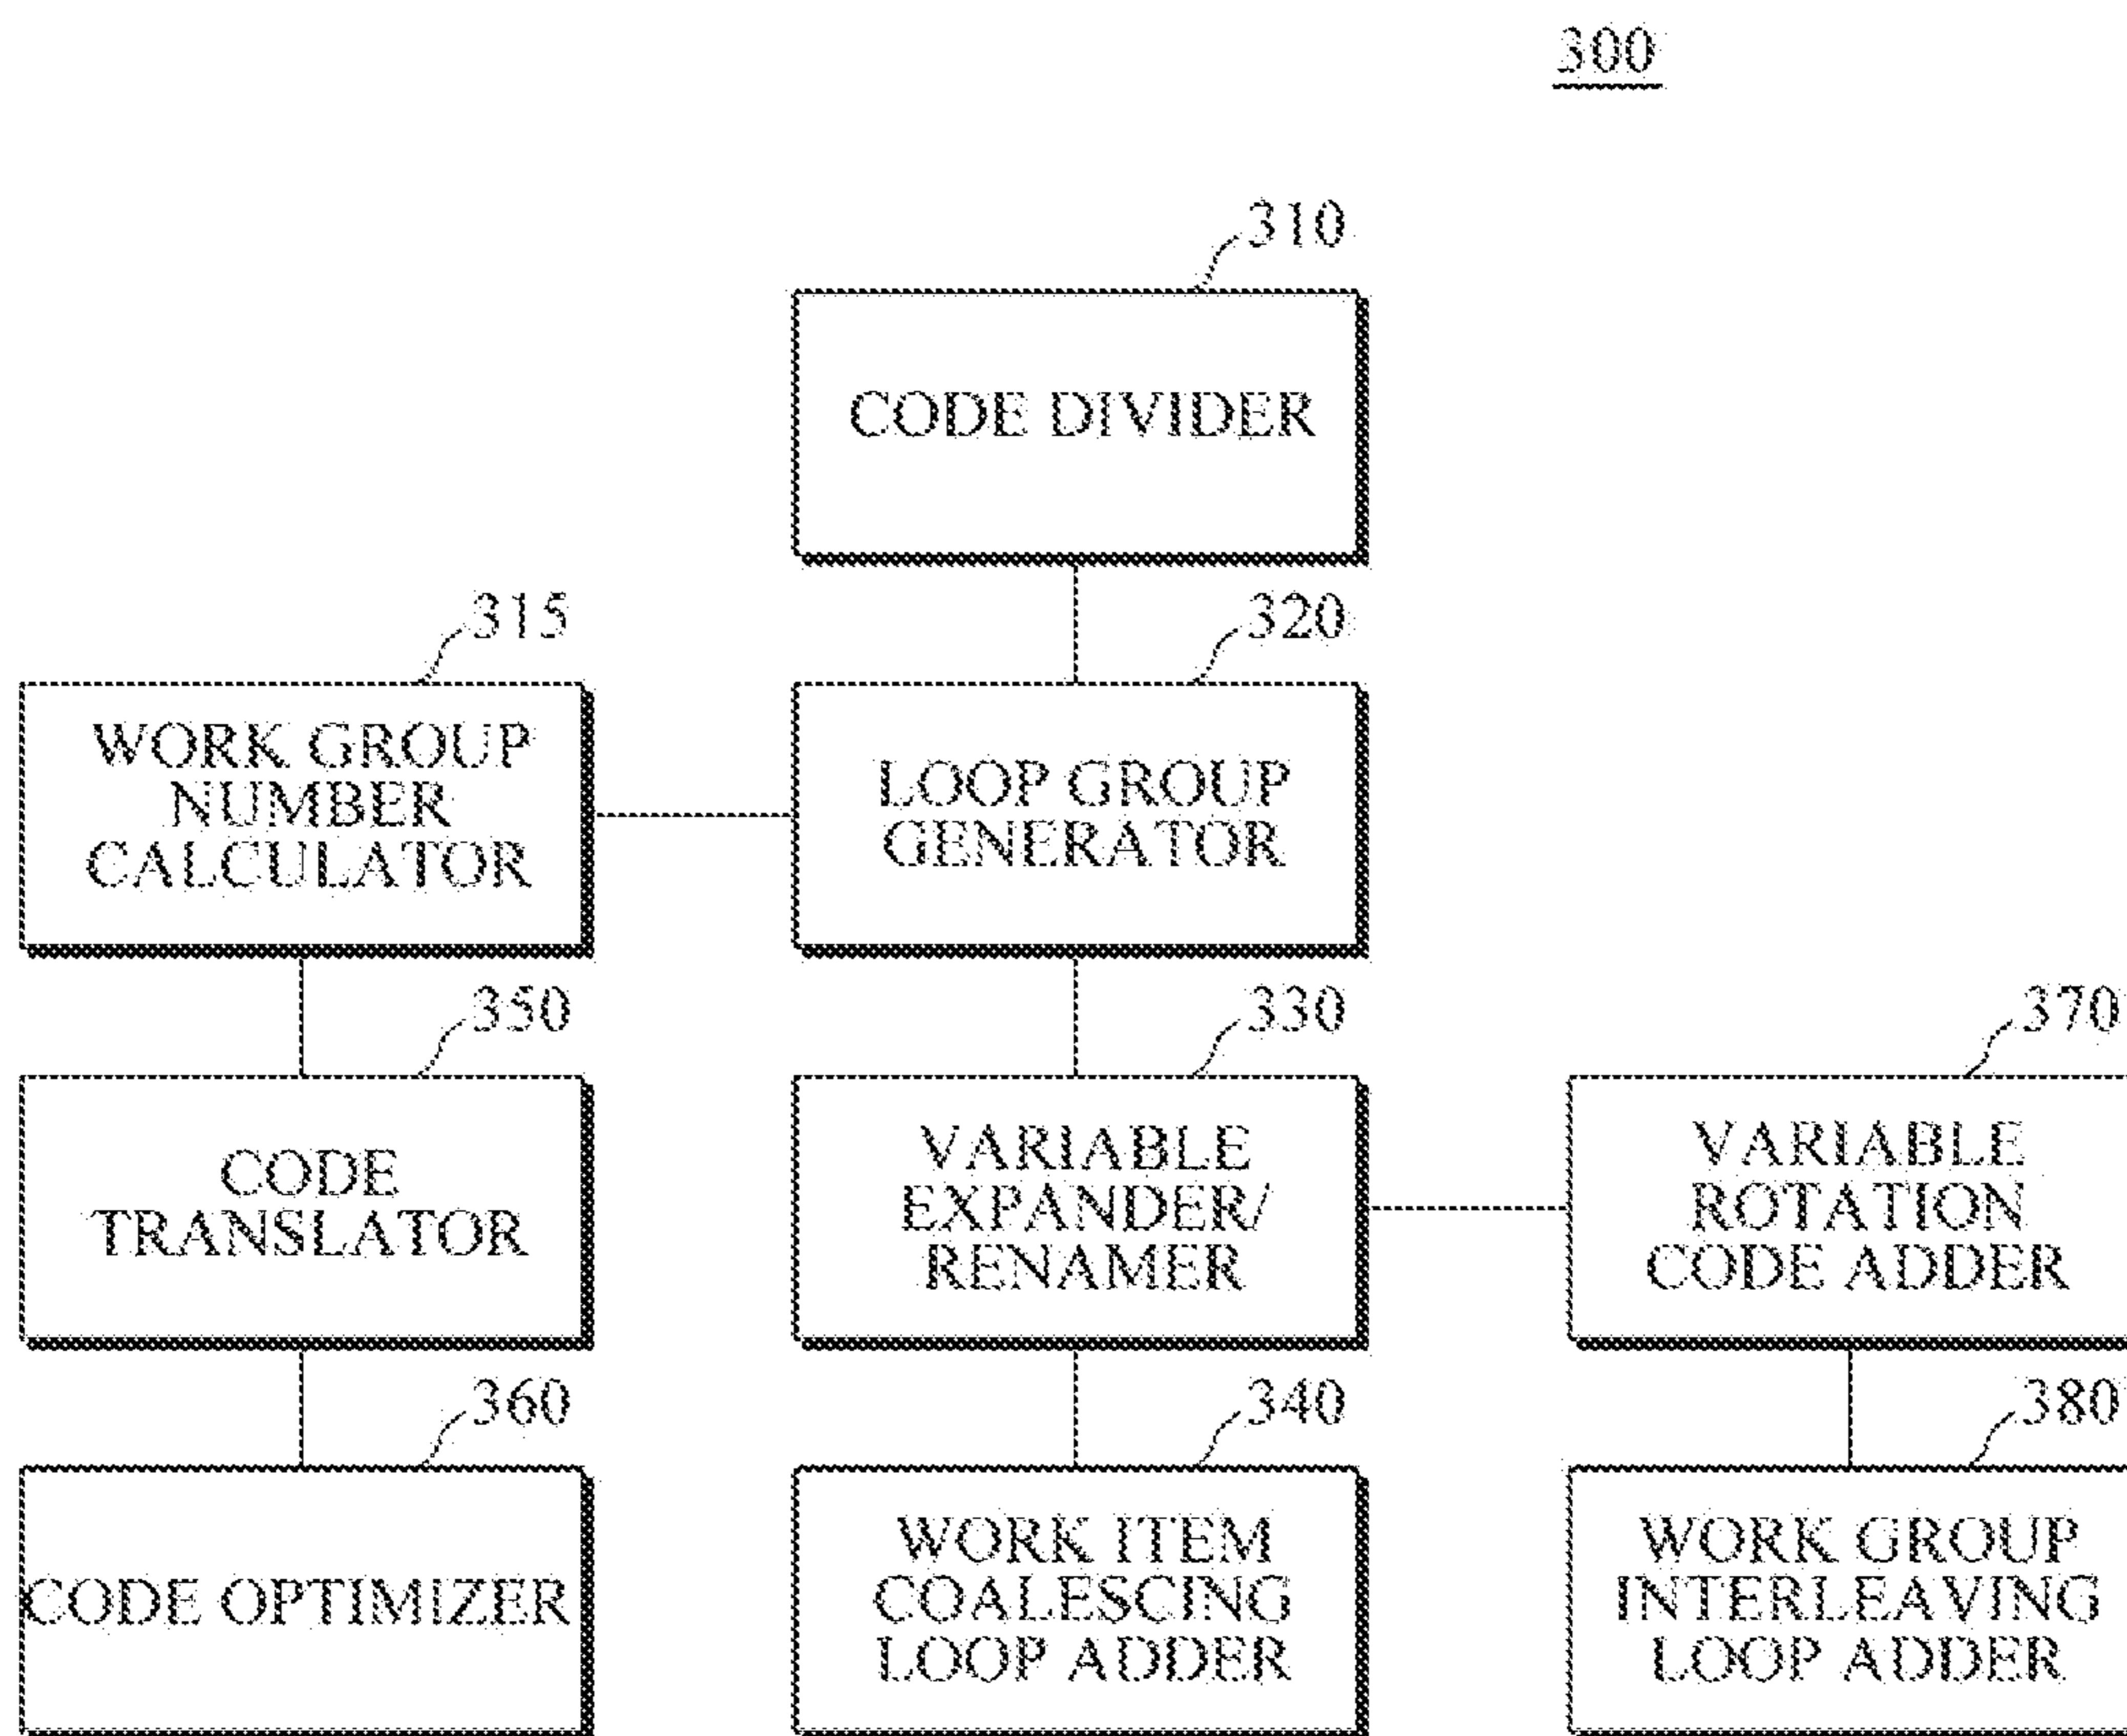 300
310
CODE DIVIDER
315
WORK GROUP
NUMBER
CALCULATOR
320
LOOP GROUP
GENERATOR
350
CODE
TRANSLATOR
330
VARIABLE
EXPANDER/
RENAMER
370
VARIABLE
ROTATION
CODE ADDER
360
CODE OPTIMIZER
340
WORK ITEM
COALESCING
LOOP ADDER
380
WORK GROUP
INTERLEAVING
LOOP ADDER